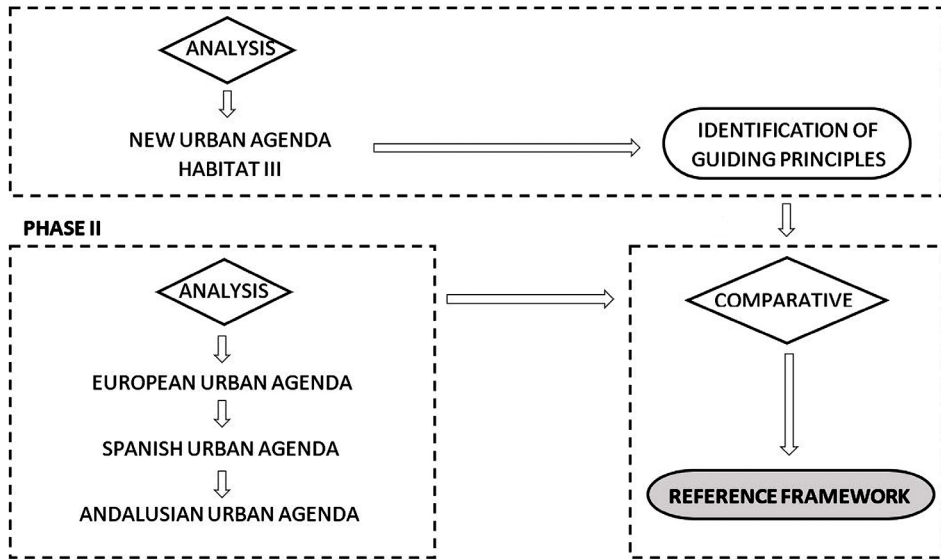 ANALYSIS
NEW URBAN AGENDA
HABITAT III
IDENTIFICATION OF
GUIDING PRINCIPLES
PHASE II
ANALYSIS
EUROPEAN URBAN AGENDA
SPANISH URBAN AGENDA
ANDALUSIAN URBAN AGENDA
COMPARATIVE
REFERENCE FRAMEWORK